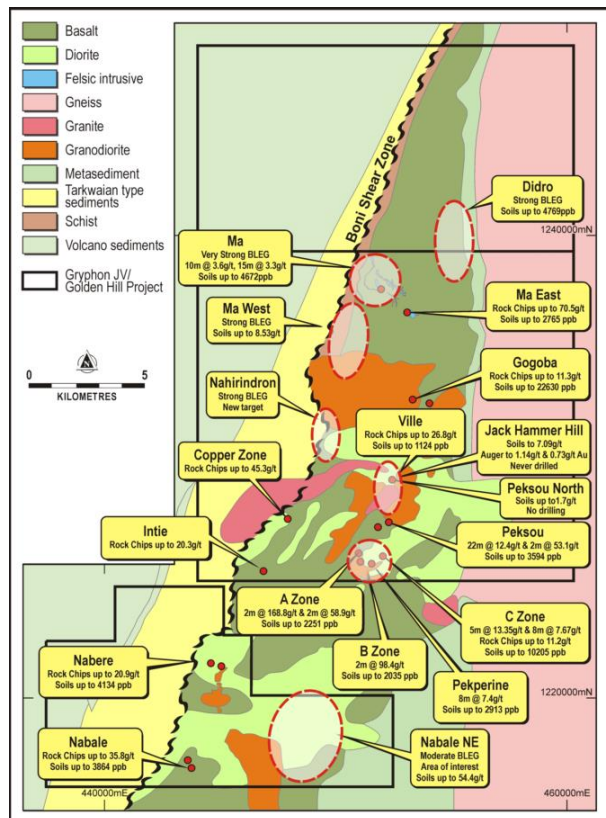 Basalt
Diorite
Felsic intrusive
Gneiss
Granite
Granodiorite
Metasediment
Tarkwaian type
sediments
Schist
Volcano sediments
Gryphon JV/
Golden Hill Project
N
0 5
KILOMETRES
Boni Shear Zone
Didro
Strong BLEG
Soils up to 4769ppb
1240000mN
Ma
Very Strong BLEG
10m @ 3.6g/t, 15m @ 3.3g/t
Soils up to 4672ppb
Ma West
Strong BLEG
Soils up to 8.53g/t
Ma East
Rock Chips up to 70.5g/t
Soils up to 2765 ppb
Gogoba
Rock Chips up to 11.3g/t
Soils up to 22630 ppb
Nahirindron
Strong BLEG
New target
Ville
Rock Chips up to 26.8g/t
Soils up to 1124 ppb
Jack Hammer Hill
Soils to 7.09g/t
Auger to 1.14g/t & 0.73g/t Au
Never drilled
Copper Zone
Rock Chips up to 45.3g/t
Peksou North
Soils up to1.7g/t
No drilling
Intie
Rock Chips up to 20.3g/t
Peksou
22m @ 12.4g/t & 2m @ 53.1g/t
Soils up to 3594 ppb
A Zone
2m @ 168.8g/t & 2m @ 58.9g/t
Soils up to 2251 ppb
C Zone
5m @ 13.35g/t & 8m @ 7.67g/t
Rock Chips up to 11.2g/t
Soils up to 10205 ppb
B Zone
2m @ 98.4g/t
Soils up to 2035 ppb
Nabere
Rock Chips up to 20.9g/t
Soils up to 4134 ppb
Pekperine
8m @ 7.4g/t
Soils up to 2913 ppb
1220000mN
Nabale
Rock Chips up to 35.8g/t
Soils up to 3864 ppb
Nabale NE
Moderate BLEG
Area of interest
Soils up to 54.4g/t
440000mE
460000mE